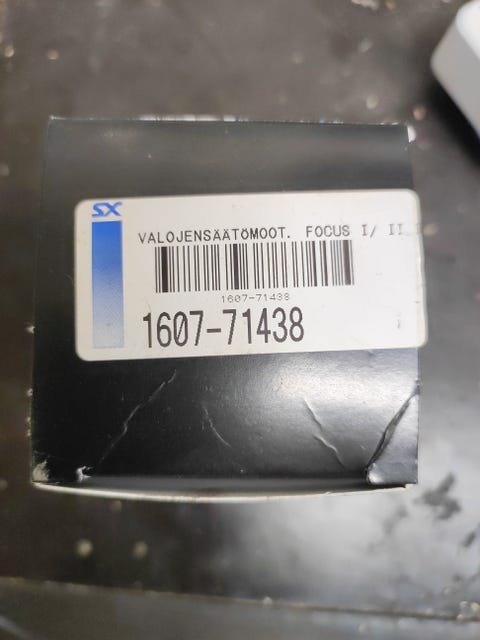 SX
VALOJENSÄÄTÖMOOT. FOCUS I/ II
1607-71438
1607-71438